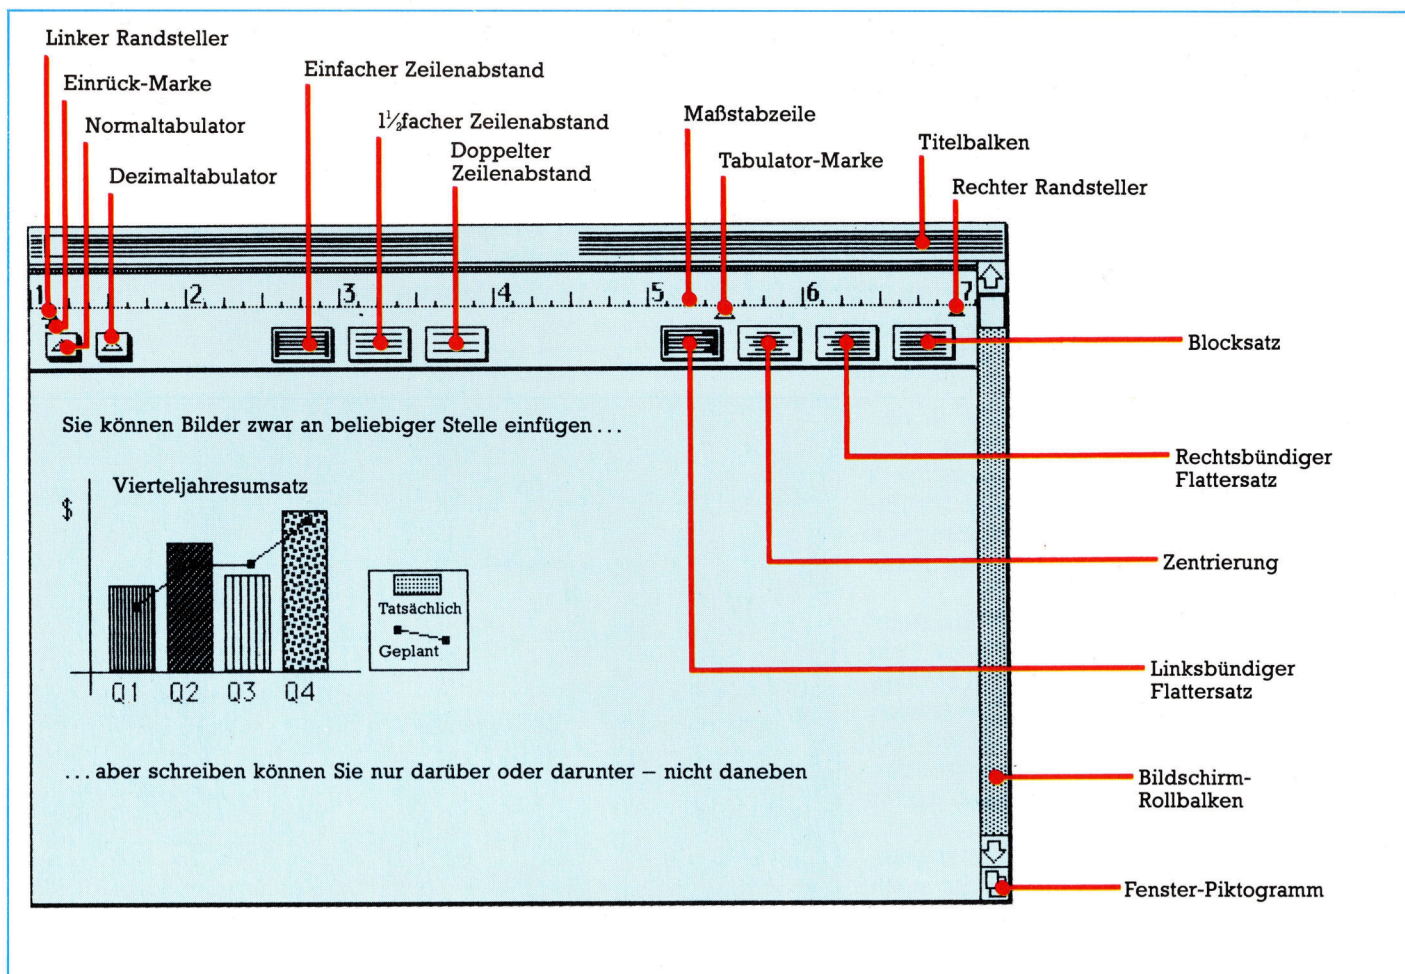 Linker Randsteller
Einrück-Marke
Normaltabulator
Dezimaltabulator
Einfacher Zeilenabstand
1½facher Zeilenabstand
Doppelter
Zeilenabstand
Maßstabzeile
Tabulator-Marke
Titelbalken
Rechter Randsteller
1 2 3 4 5 6 7
Blocksatz
Sie können Bilder zwar an beliebiger Stelle einfügen...
Rechtsbündiger
Flattersatz
Vierteljahresumsatz
$
Zentrierung
Tatsächlich
Geplant
Q1 Q2 Q3 Q4
Linksbündiger
Flattersatz
...aber schreiben können Sie nur darüber oder darunter – nicht daneben
Bildschirm-
Rollbalken
Fenster-Piktogramm